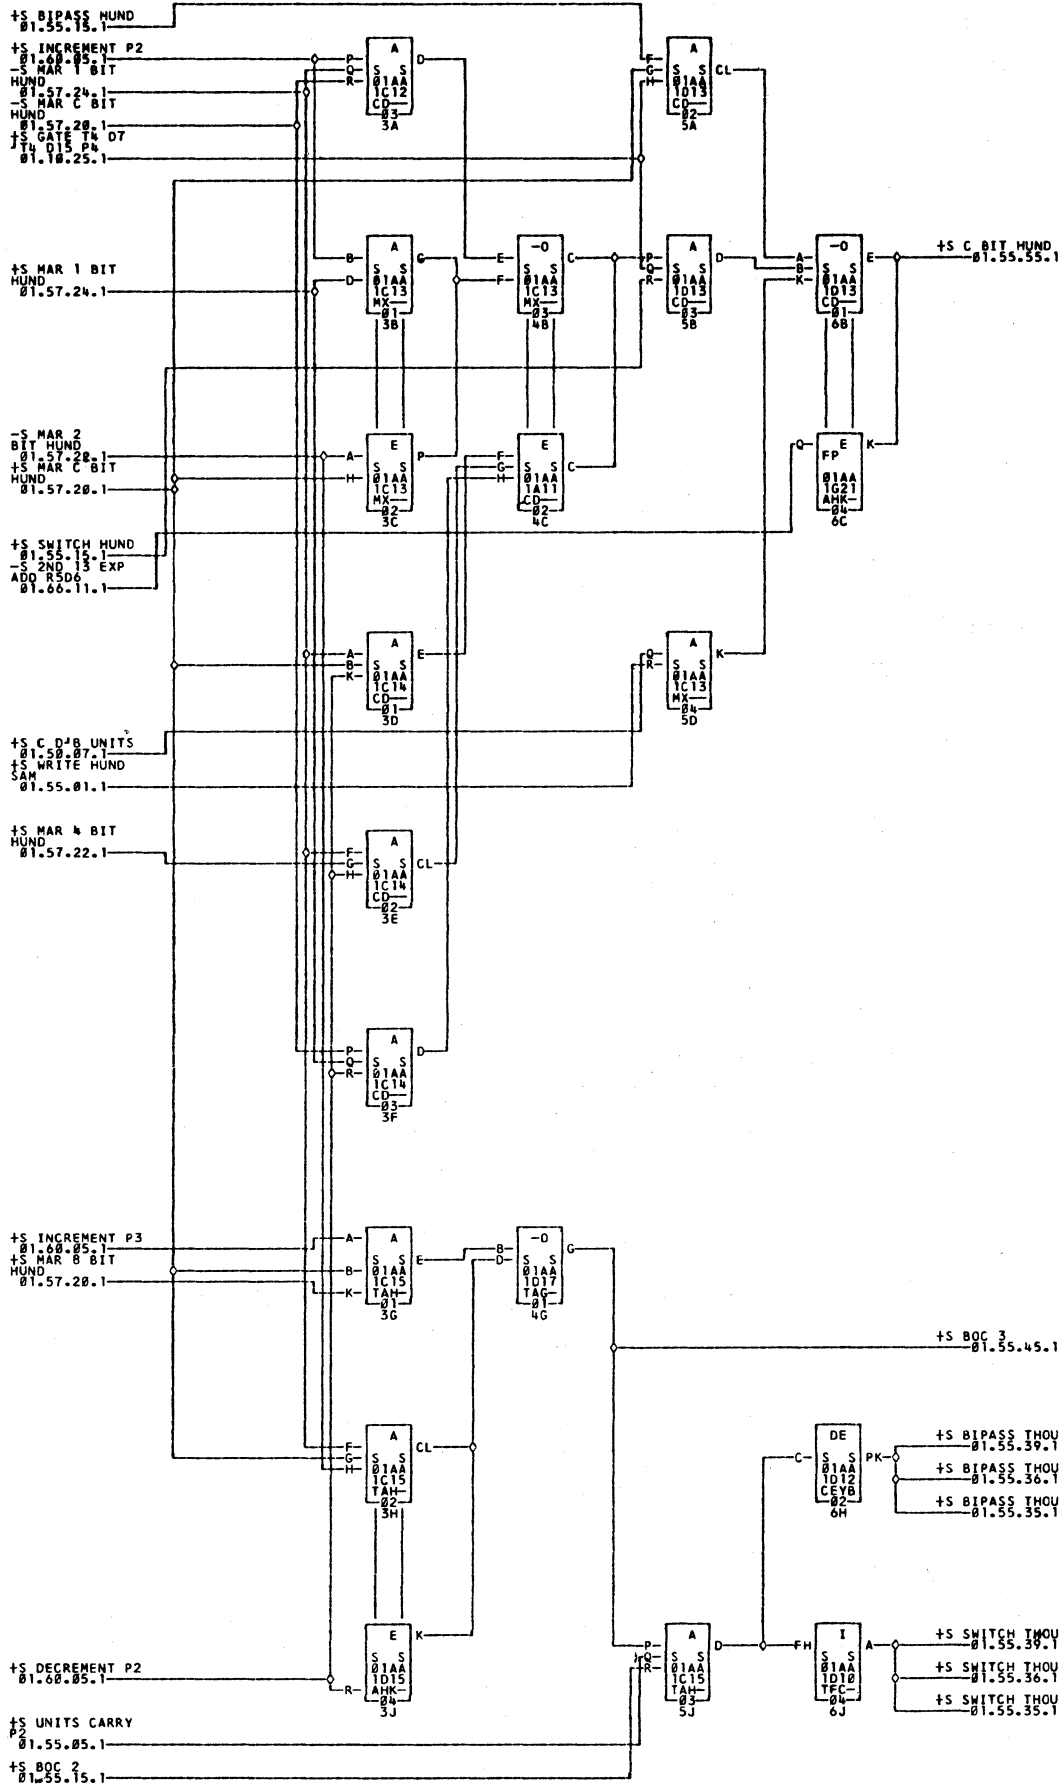 +S BIPASS HUND
01.55.15.1
+S INCREMENT P2
01.60.05.1
-S MAR 1 BIT
HUND
01.57.24.1
-S MAR C BIT
HUND
01.57.20.1
+S GATE T4 D7
T4 D15 P4
01.10.25.1
P
Q
R
A
D
S S
01AA
1C12
CD
03
3A
F
G
H
A
CL
S S
01AA
1D13
CD
02
5A
+S MAR 1 BIT
HUND
01.57.24.1
B
D
A
G
S S
01AA
1C13
MX
01
3B
E
F
-O
C
S S
01AA
1C13
MX
03
4B
P
Q
R
A
D
S S
01AA
1D13
CD
03
5B
A
B
K
-O
E
S S
01AA
1D13
CD
01
6B
+S C BIT HUND
01.55.55.1
-S MAR 2
BIT HUND
01.57.20.1
+S MAR C BIT
HUND
01.57.20.1
A
H
E
P
S S
01AA
1C13
MX
02
3C
F
G
H
E
C
S S
01AA
1A11
CD
02
4C
Q
E
K
FP
01AA
1G21
AHK
04
6C
+S SWITCH HUND
01.55.15.1
-S 2ND 13 EXP
ADD R5D6
01.66.11.1
A
B
K
A
E
S S
01AA
1C14
CD
01
3D
Q
R
A
K
S S
01AA
1C13
MX
04
5D
+S C D'B UNITS
01.50.07.1
+S WRITE HUND
SAM
01.55.01.1
+S MAR 4 BIT
HUND
01.57.22.1
F
G
H
A
CL
S S
01AA
1C14
CD
02
3E
P
Q
R
A
D
S S
01AA
1C14
CD
03
3F
+S INCREMENT P3
01.60.05.1
+S MAR 8 BIT
HUND
01.57.20.1
A
B
K
A
E
S S
01AA
1C15
TAH
01
3G
B
D
-O
G
S S
01AA
1D17
TAG
01
4G
+S BOC 3
01.55.45.1
F
G
H
A
CL
S S
01AA
1C15
TAH
02
3H
C
DE
PK
S S
01AA
1D12
CEYB
02
6H
+S BIPASS THOU
01.55.39.1
+S BIPASS THOU
01.55.36.1
+S BIPASS THOU
01.55.35.1
+S DECREMENT P2
01.60.05.1
R
E
K
S S
01AA
1D15
AHK
04
3J
P
Q
R
A
D
S S
01AA
1C15
TAH
03
5J
FH
I
A
S S
01AA
1D10
TFC
04
6J
+S SWITCH THOU
01.55.39.1
+S SWITCH THOU
01.55.36.1
+S SWITCH THOU
01.55.35.1
+S UNITS CARRY
P2
01.55.05.1
+S BOC 2
01.55.15.1